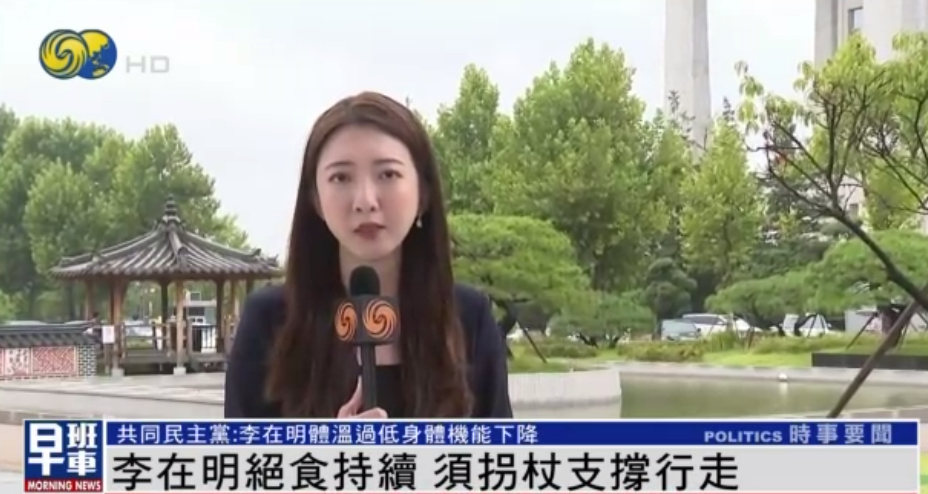 HD
共同民主黨:李在明體溫過低身體機能下降
POLITICS 時事要聞
早班車
MORNING NEWS
李在明絕食持續 須拐杖支撐行走